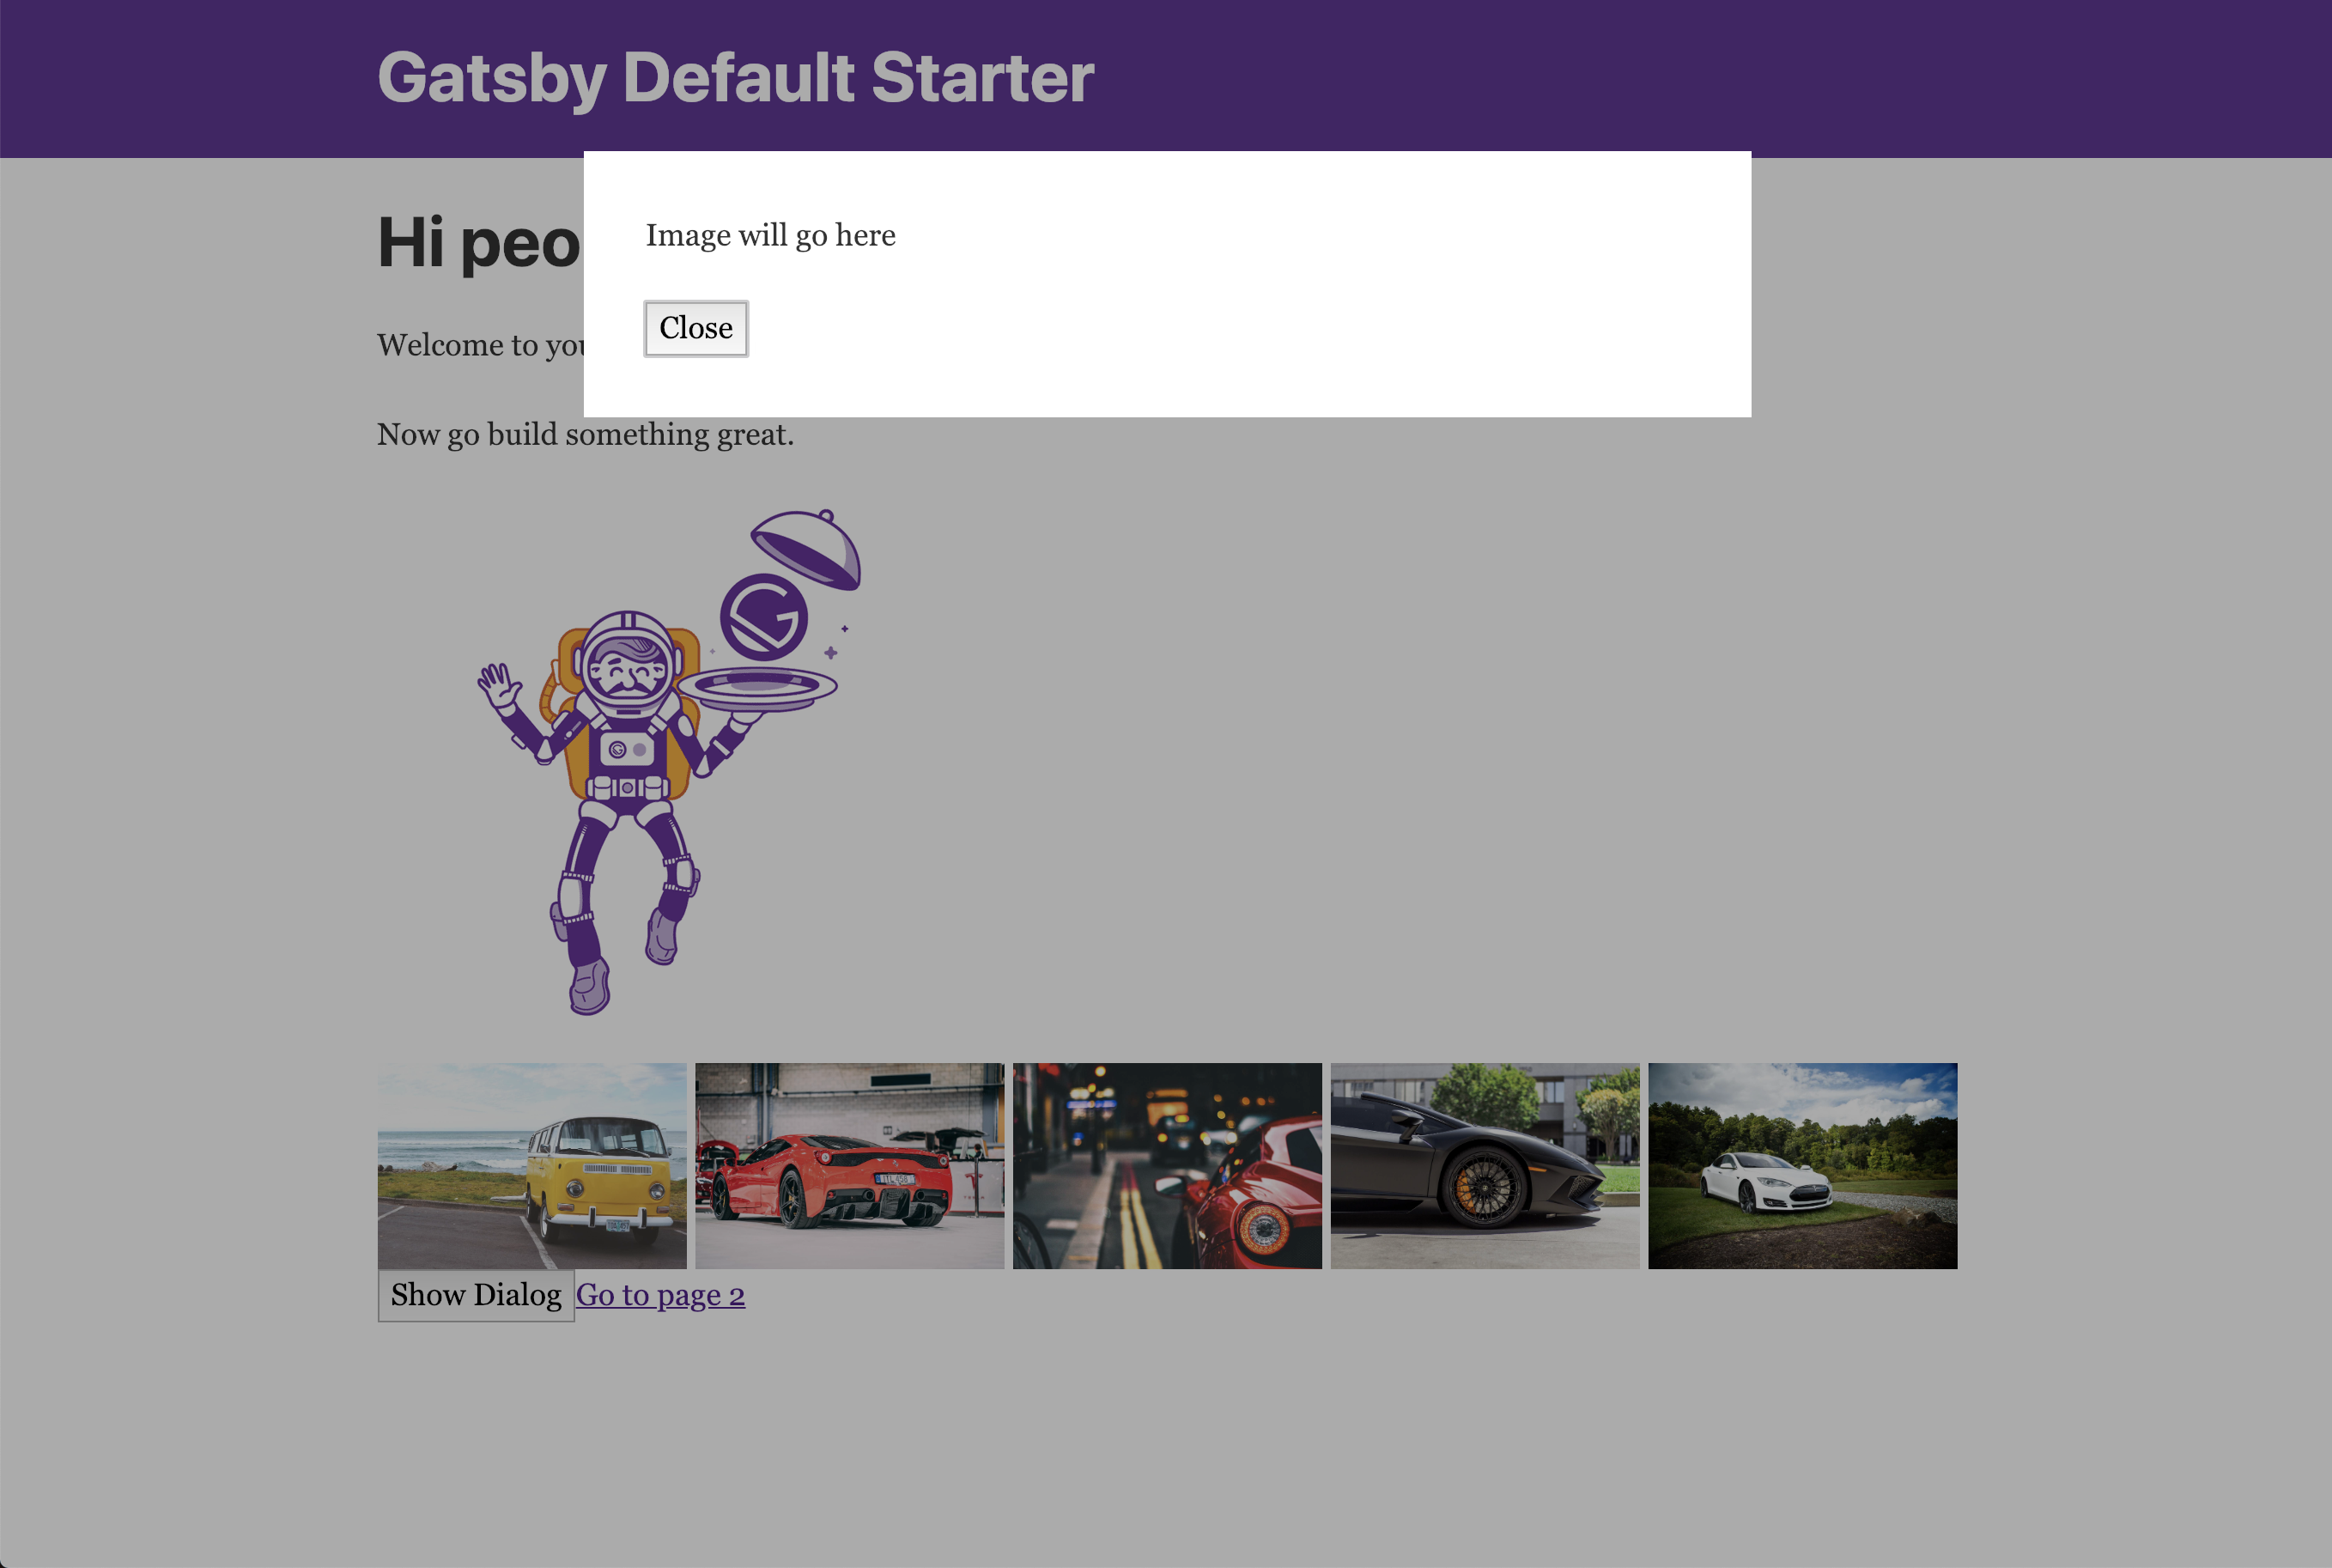 Gatsby Default Starter
Image will go here
Close
Hi peo
Welcome to you
Now go build something great.
G
G
Show Dialog
Go to page 2